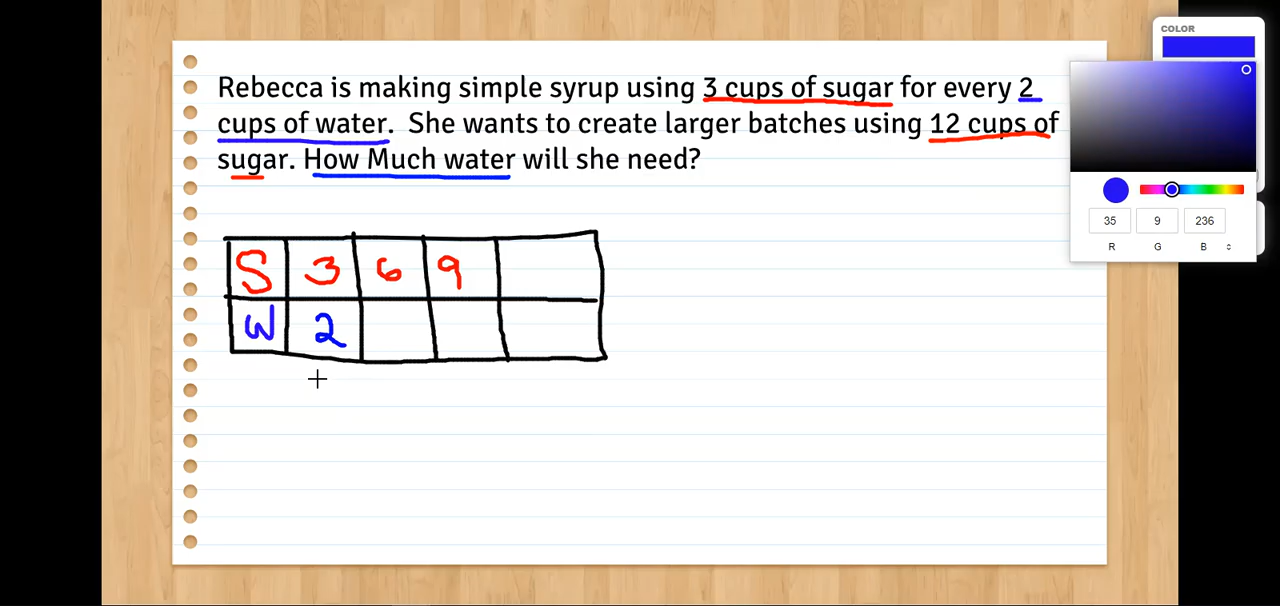 Rebecca is making simple syrup using 3 cups of sugar for every 2
cups of water. She wants to create larger batches using 12 cups of
sugar. How Much water will she need?
S 3 6 9
W 2
COLOR
35 9 236
R G B